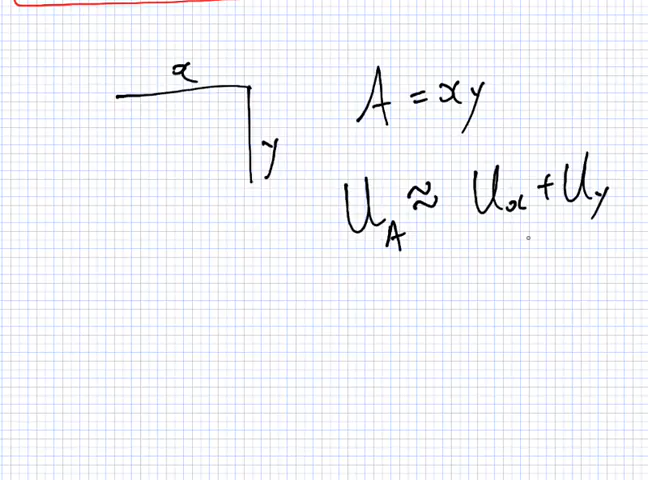 x
A = xy
y
U_A ≈ U_x + U_y